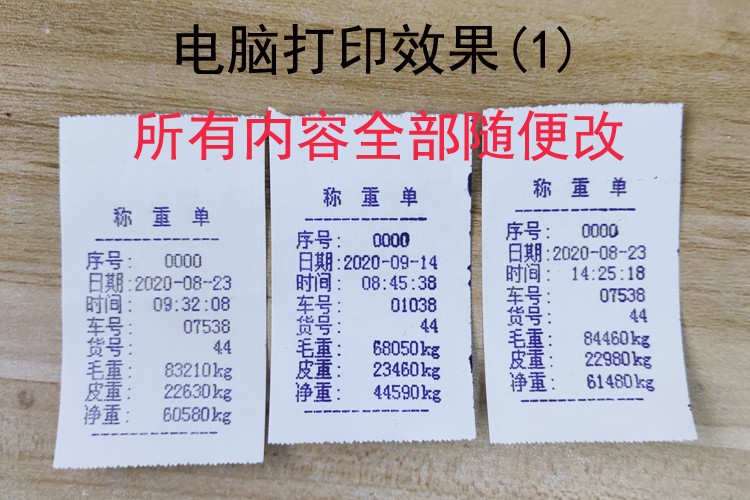 电脑打印效果(1)
所有内容全部随便改
称 重 单
序号: 0000
日期:2020-08-23
时间: 09:32:08
车号: 07538
货号: 44
毛重: 83210kg
皮重: 22630kg
净重: 60580kg
称 重 单
序号: 0000
日期:2020-09-14
时间: 08:45:38
车号: 01038
货号: 44
毛重: 68050kg
皮重: 23460kg
净重: 44590kg
称 重 单
序号: 0000
日期:2020-08-23
时间: 14:25:18
车号: 07538
货号: 44
毛重: 84460kg
皮重: 22980kg
净重: 61480kg